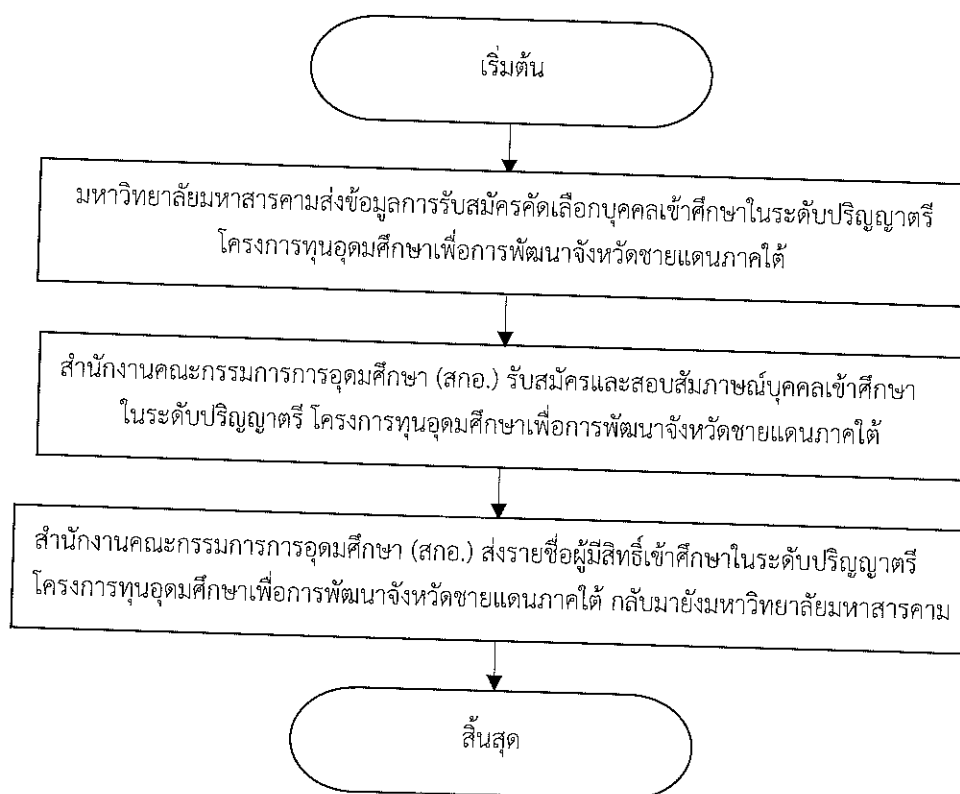 เริ่มต้น
มหาวิทยาลัยมหาสารคามส่งข้อมูลการรับสมัครคัดเลือกบุคคลเข้าศึกษาในระดับปริญญาตรี
โครงการทุนอุดมศึกษาเพื่อการพัฒนาจังหวัดชายแดนภาคใต้
สำนักงานคณะกรรมการการอุดมศึกษา (สกอ.) รับสมัครและสอบสัมภาษณ์บุคคลเข้าศึกษา
ในระดับปริญญาตรี โครงการทุนอุดมศึกษาเพื่อการพัฒนาจังหวัดชายแดนภาคใต้
สำนักงานคณะกรรมการการอุดมศึกษา (สกอ.) ส่งรายชื่อผู้มีสิทธิ์เข้าศึกษาในระดับปริญญาตรี
โครงการทุนอุดมศึกษาเพื่อการพัฒนาจังหวัดชายแดนภาคใต้ กลับมายังมหาวิทยาลัยมหาสารคาม
สิ้นสุด